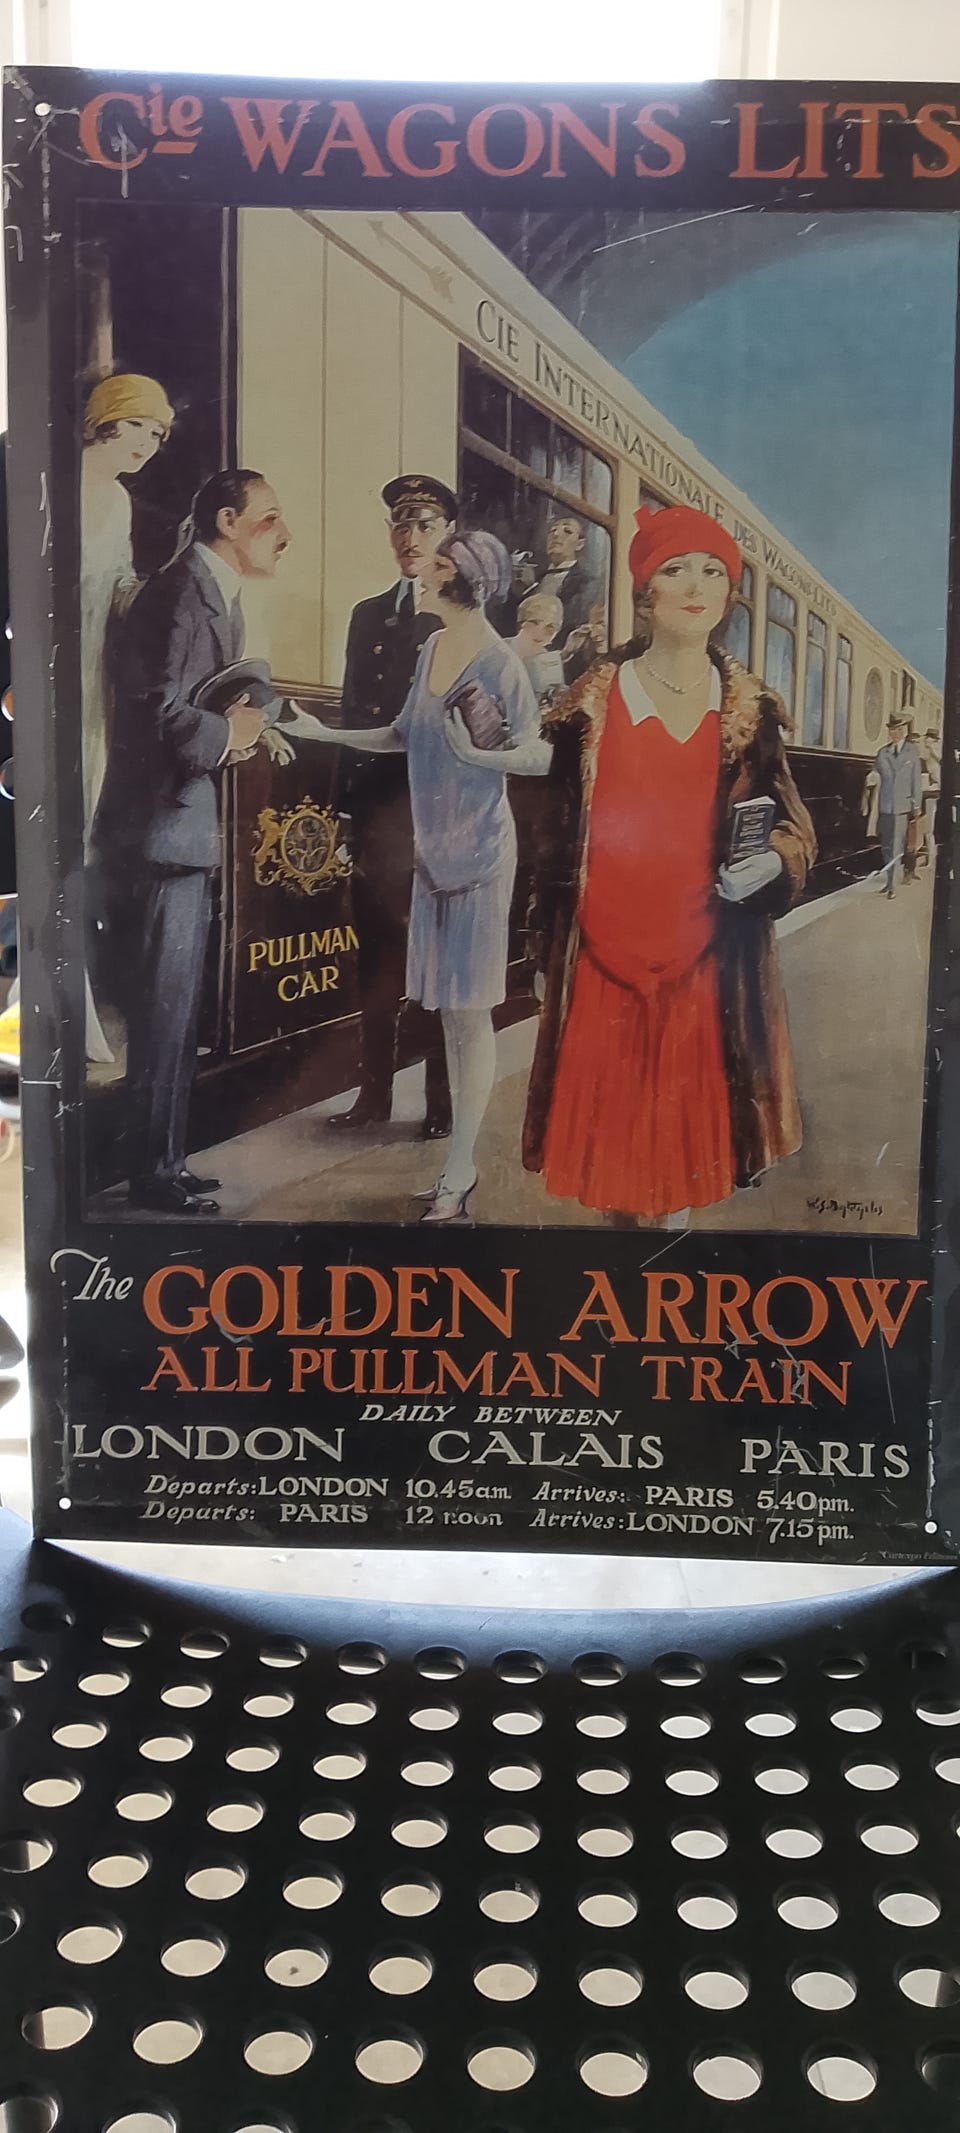 Cie WAGONS LITS
CIE INTERNATIONALE DES WAGONS-LITS
PULLMAN
CAR
The GOLDEN ARROW
ALL PULLMAN TRAIN
DAILY BETWEEN
LONDON CALAIS PARIS
Departs: LONDON 10.45am. Arrives: PARIS 5.40pm.
Departs: PARIS 12 noon Arrives: LONDON 7.15pm.